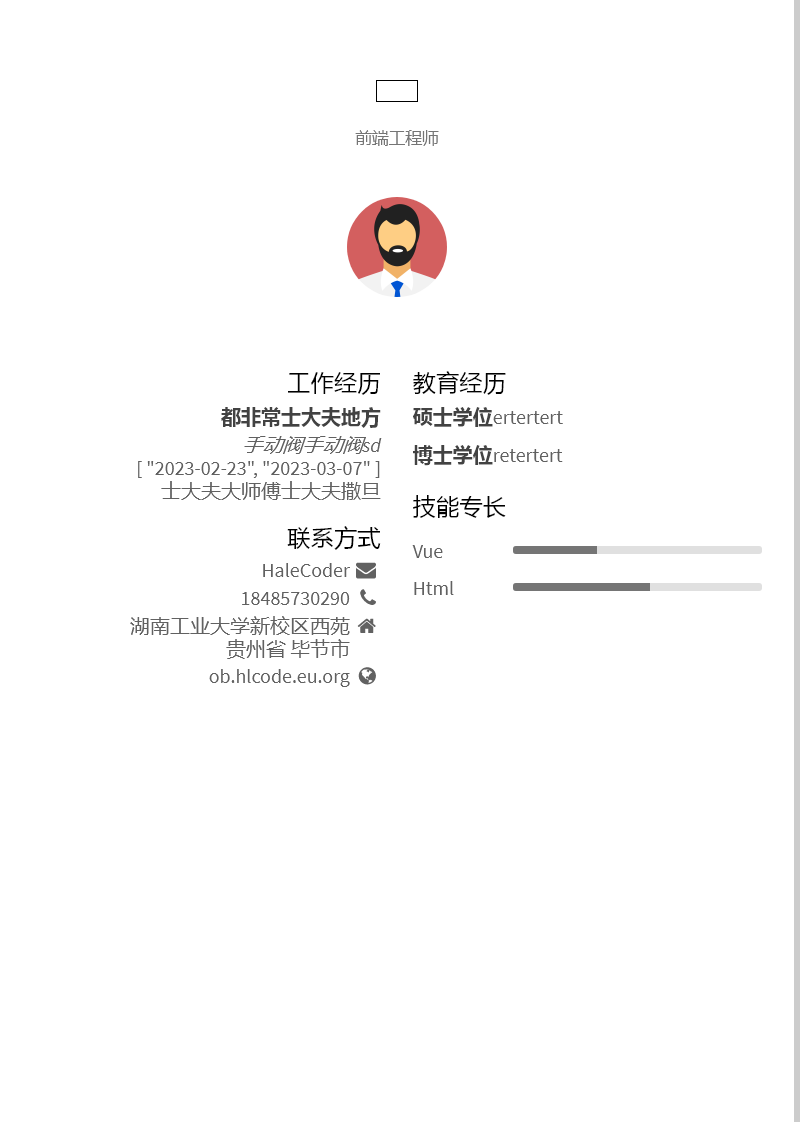 前端工程师
工作经历
都非常士大夫地方
手动阀手动阀sd
[ "2023-02-23", "2023-03-07" ]
士大夫大师傅士大夫撒旦
联系方式
HaleCoder
18485730290
湖南工业大学新校区西苑
贵州省 毕节市
ob.hlcode.eu.org
教育经历
硕士学位ertertert
博士学位retertert
技能专长
Vue
Html